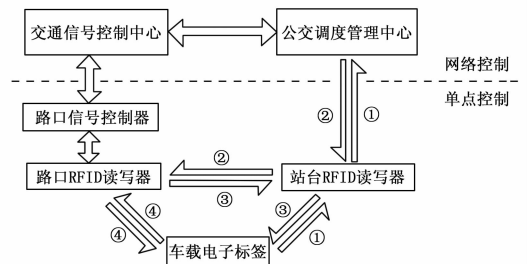 交通信号控制中心
公交调度管理中心
网络控制
单点控制
② ①
路口信号控制器
②
路口RFID读写器
站台RFID读写器
③
④ ③
④ ①
车载电子标签